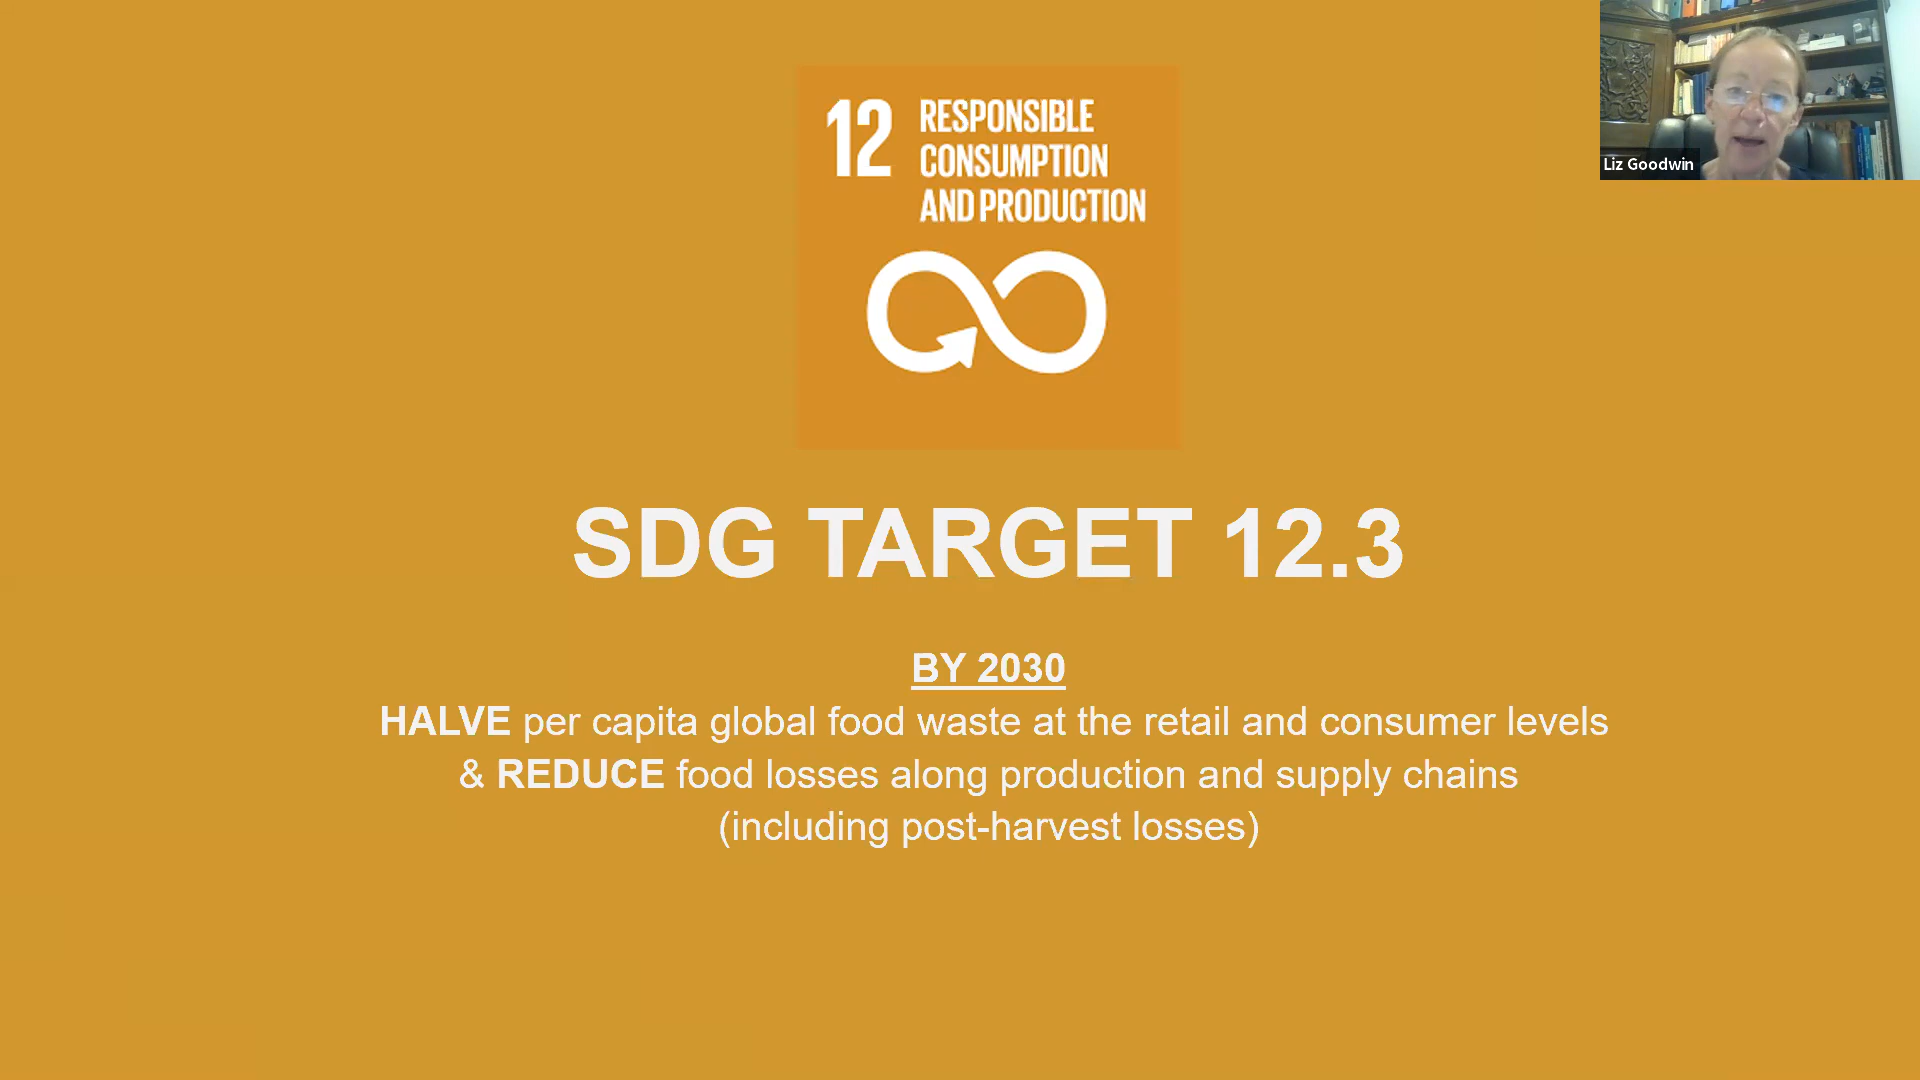 12 RESPONSIBLE
CONSUMPTION
AND PRODUCTION
Liz Goodwin
SDG TARGET 12.3
BY 2030
HALVE per capita global food waste at the retail and consumer levels
& REDUCE food losses along production and supply chains
(including post-harvest losses)